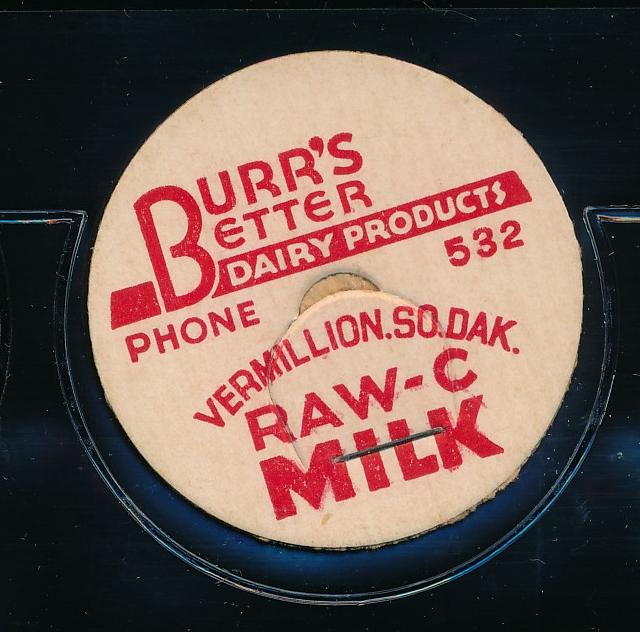 BURR'S
BETTER
DAIRY PRODUCTS
PHONE 532
VERMILLION.SO.DAK.
RAW-C
MILK